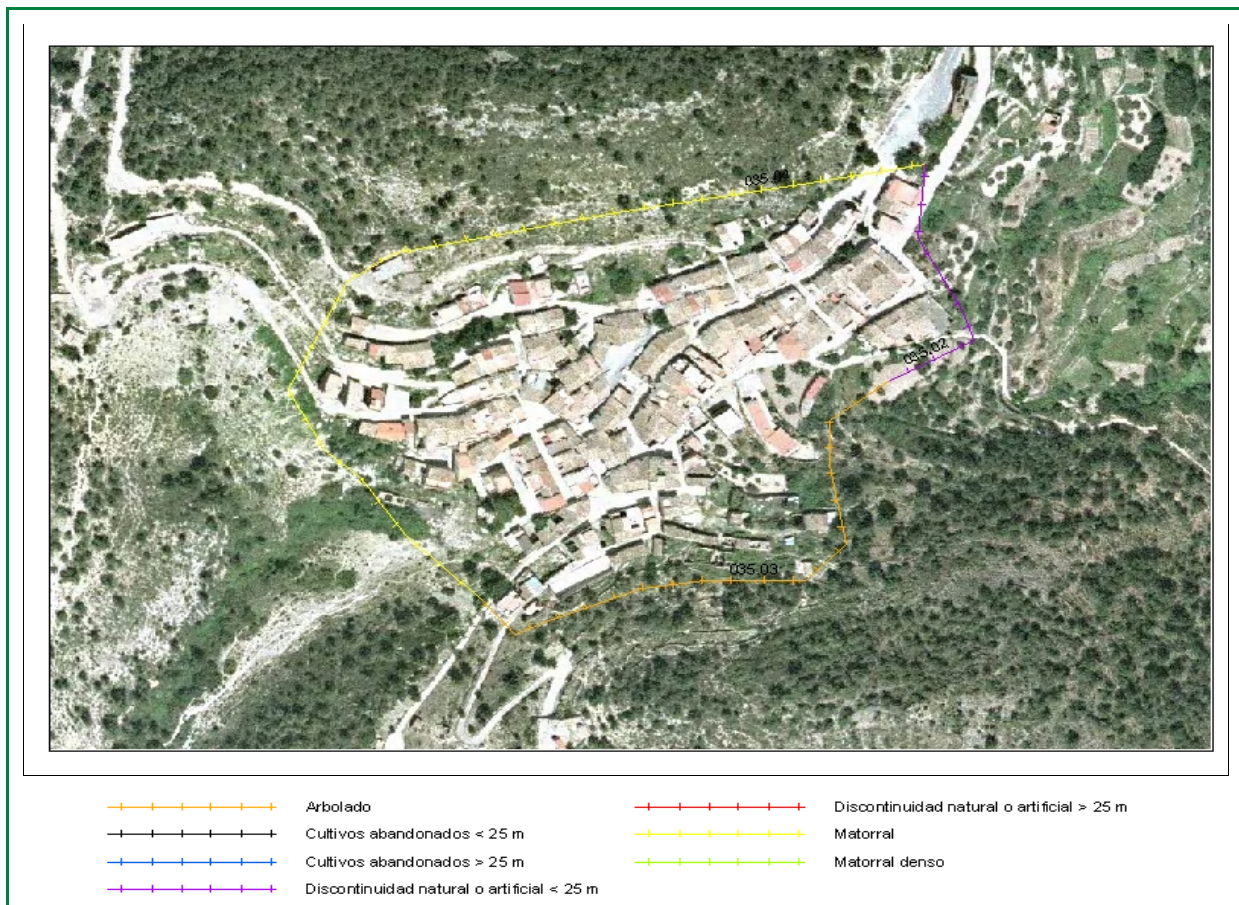 035.04
035.02
035.03
Arbolado
Cultivos abandonados < 25 m
Cultivos abandonados > 25 m
Discontinuidad natural o artificial < 25 m
Discontinuidad natural o artificial > 25 m
Matorral
Matorral denso